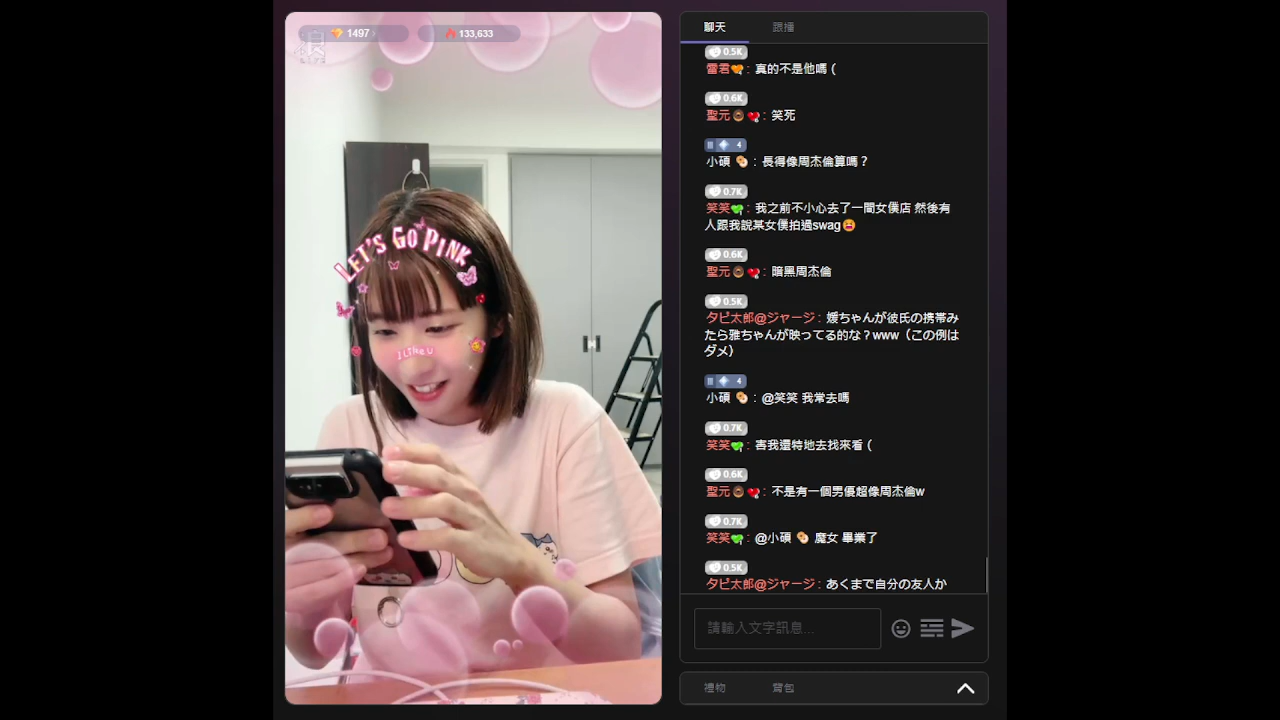 1497
133,633
LET'S GO PINK
I LIKE U
聊天
跟播
0.5K
雷君: 真的不是他嗎 (
0.6K
聖元: 笑死
III 4
小碩: 長得像周杰倫算嗎？
0.7K
笑笑: 我之前不小心去了一間女僕店 然後有
人跟我說某女僕拍過swag
0.6K
聖元: 暗黑周杰倫
0.5K
タピ太郎@ジャージ: 媛ちゃんが彼氏の携帯み
たら雅ちゃんが映ってる的な？www（この例は
ダメ）
III 4
小碩: @笑笑 我常去嗎
0.7K
笑笑: 害我還特地去找來看 (
0.6K
聖元: 不是有一個男優超像周杰倫w
0.7K
笑笑: @小碩 魔女 畢業了
0.5K
タピ太郎@ジャージ: あくまで自分の友人か
請輸入文字訊息...
禮物
背包